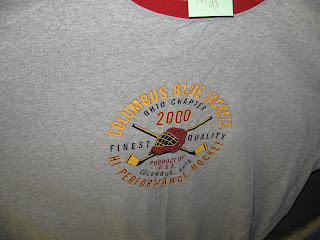 COLUMBUS BLUE JACKETS
OHIO CHAPTER
2000
FINEST QUALITY
PRODUCT OF
U.S.A.
COLUMBUS, OHIO
HI PERFORMANCE HOCKEY